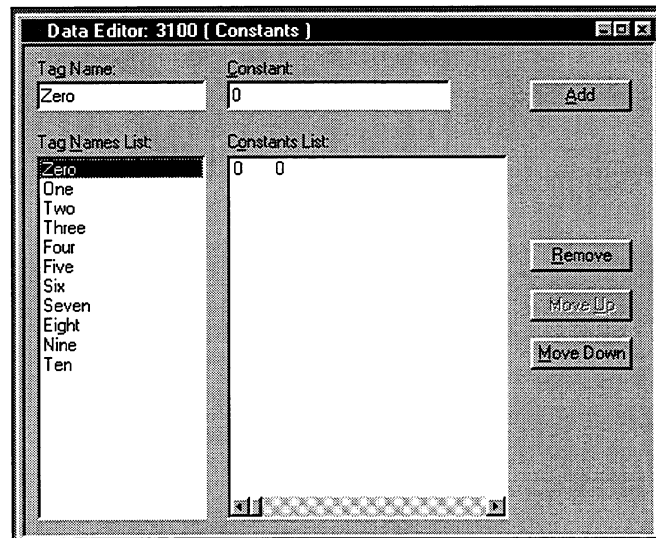 Data Editor: 3100 ( Constants )
Tag Name:
Constant:
Zero
0
Add
Tag Names List:
Constants List:
Zero
One
Two
Three
Four
Five
Six
Seven
Eight
Nine
Ten
0 0
Remove
Move Up
Move Down